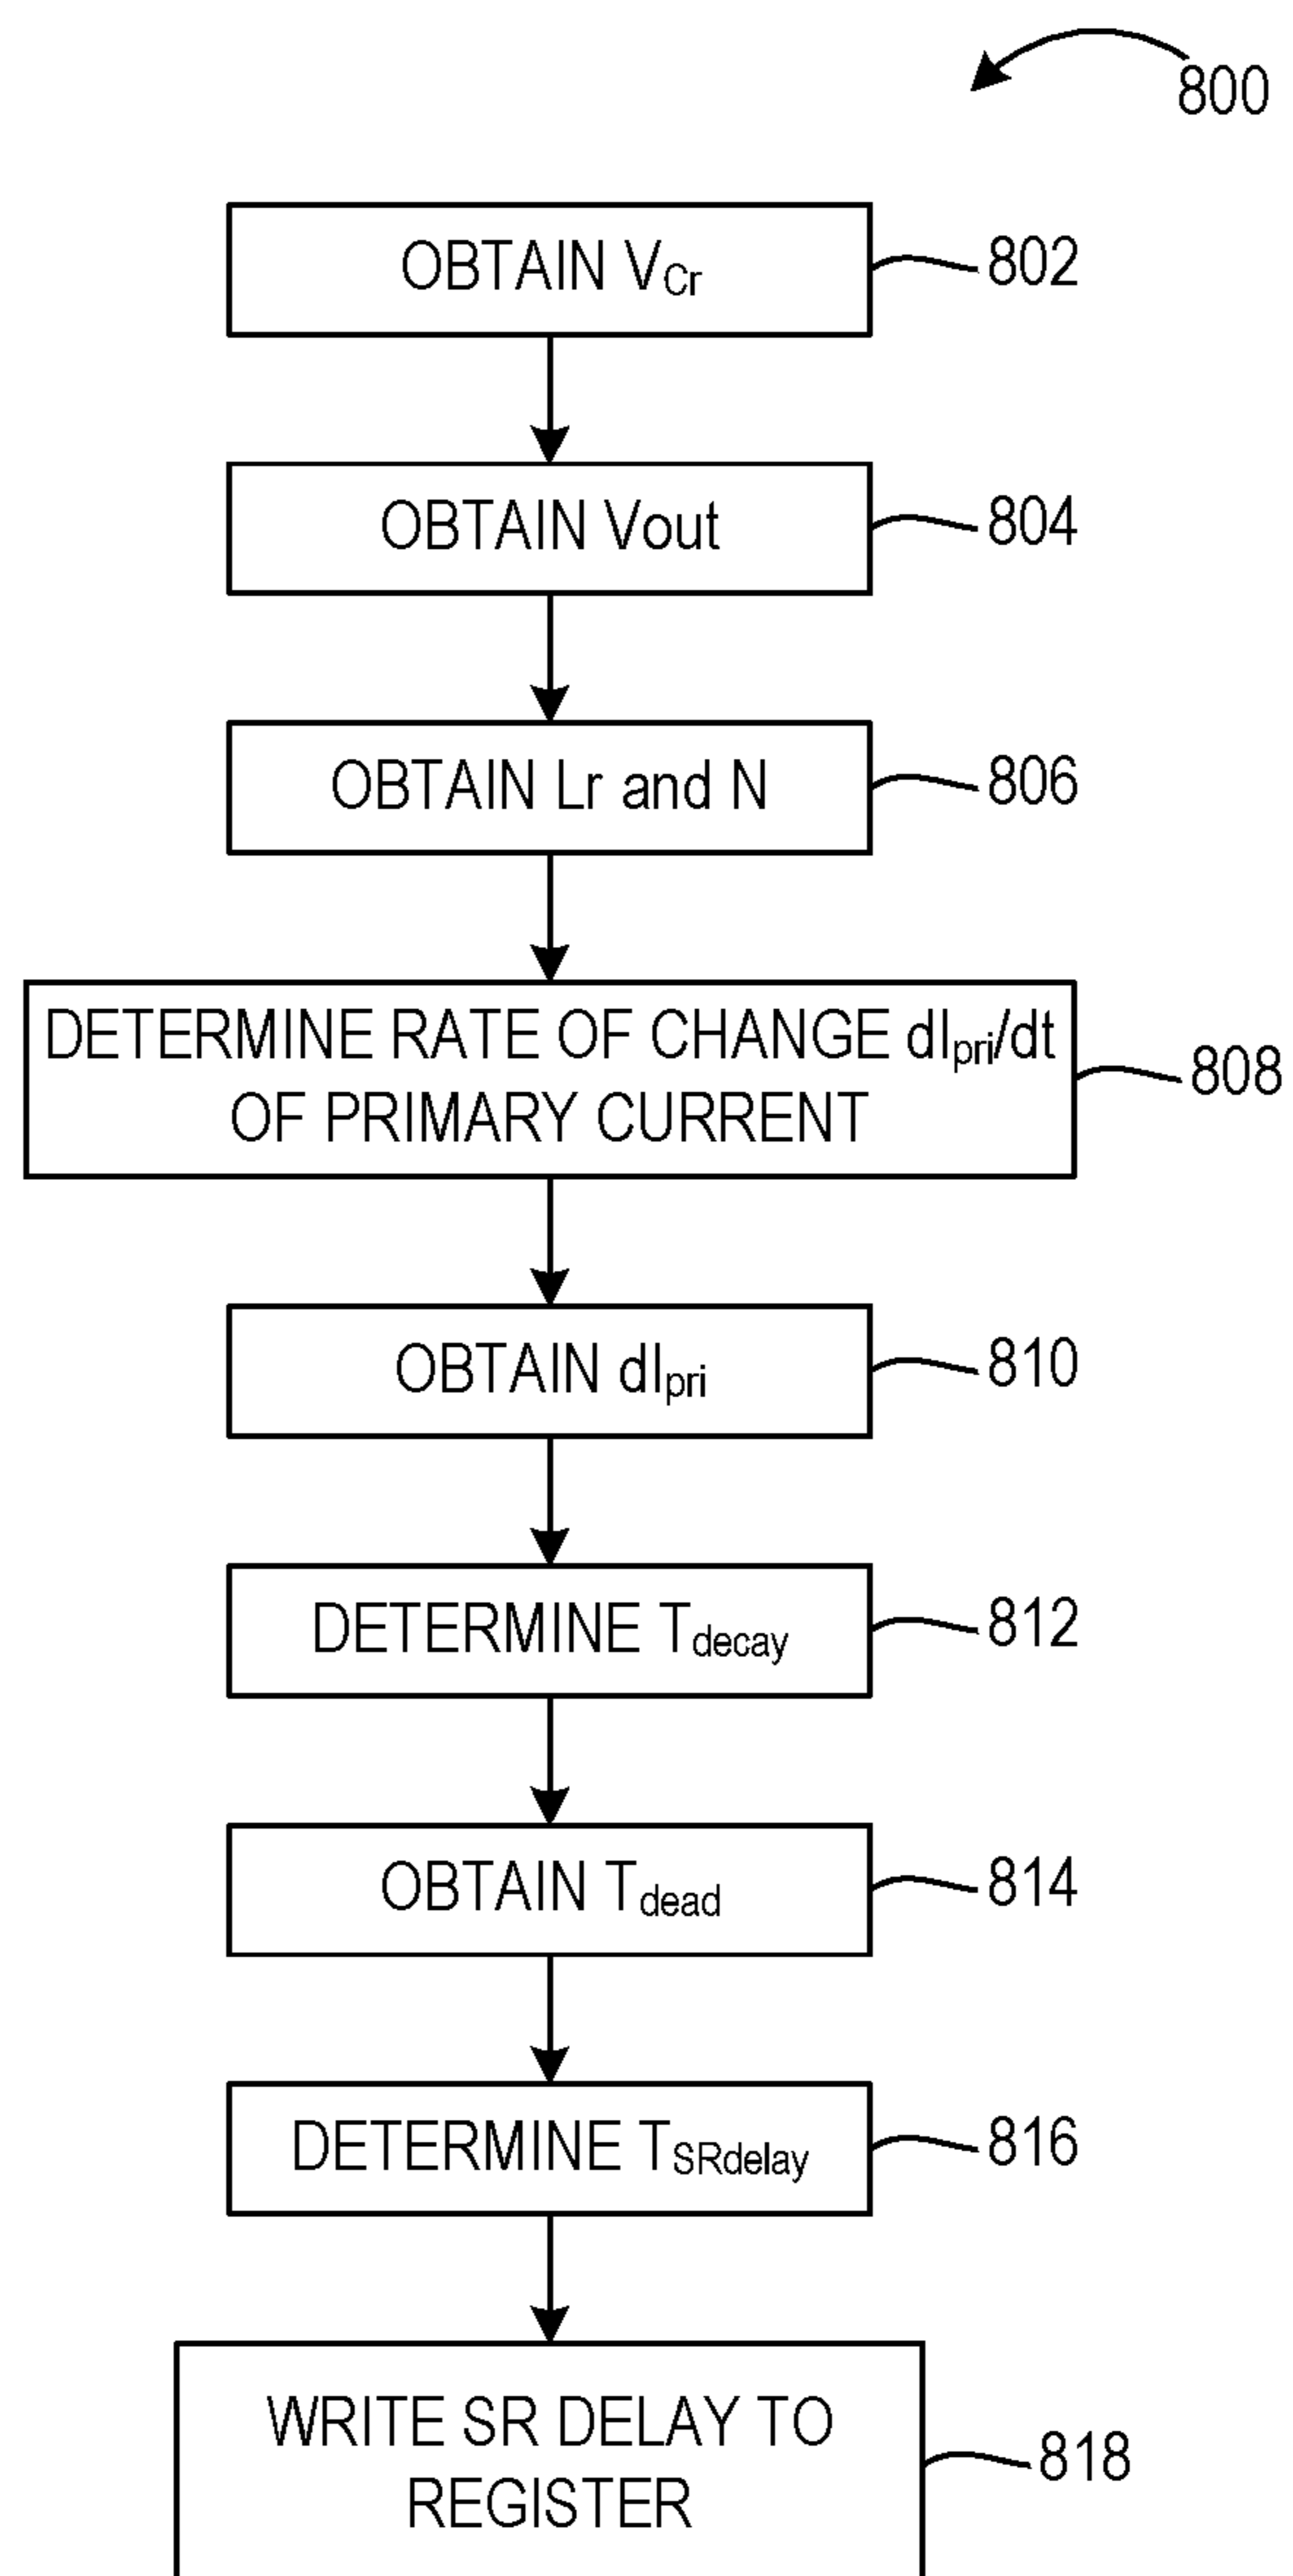 800
OBTAIN VCr
802
OBTAIN Vout
804
OBTAIN Lr and N
806
DETERMINE RATE OF CHANGE dIpri/dt
OF PRIMARY CURRENT
808
OBTAIN dIpri
810
DETERMINE Tdecay
812
OBTAIN Tdead
814
DETERMINE TSRdelay
816
WRITE SR DELAY TO
REGISTER
818